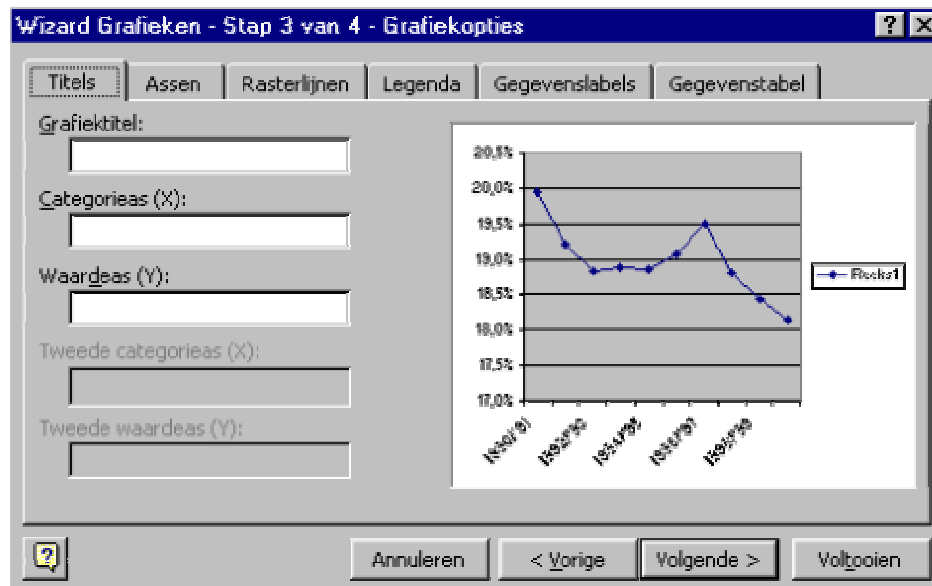 Wizard Grafieken - Stap 3 van 4 - Grafiekopties
Titels Assen Rasterlijnen Legenda Gegevenslabels Gegevenstabel
Grafiektitel:
Categorieas (X):
Waardeas (Y):
Tweede categorieas (X):
Tweede waardeas (Y):
20,5%
20,0%
19,5%
19,0%
18,5%
18,0%
17,5%
17,0%
Reeks1
Annuleren < Vorige Volgende > Voltooien